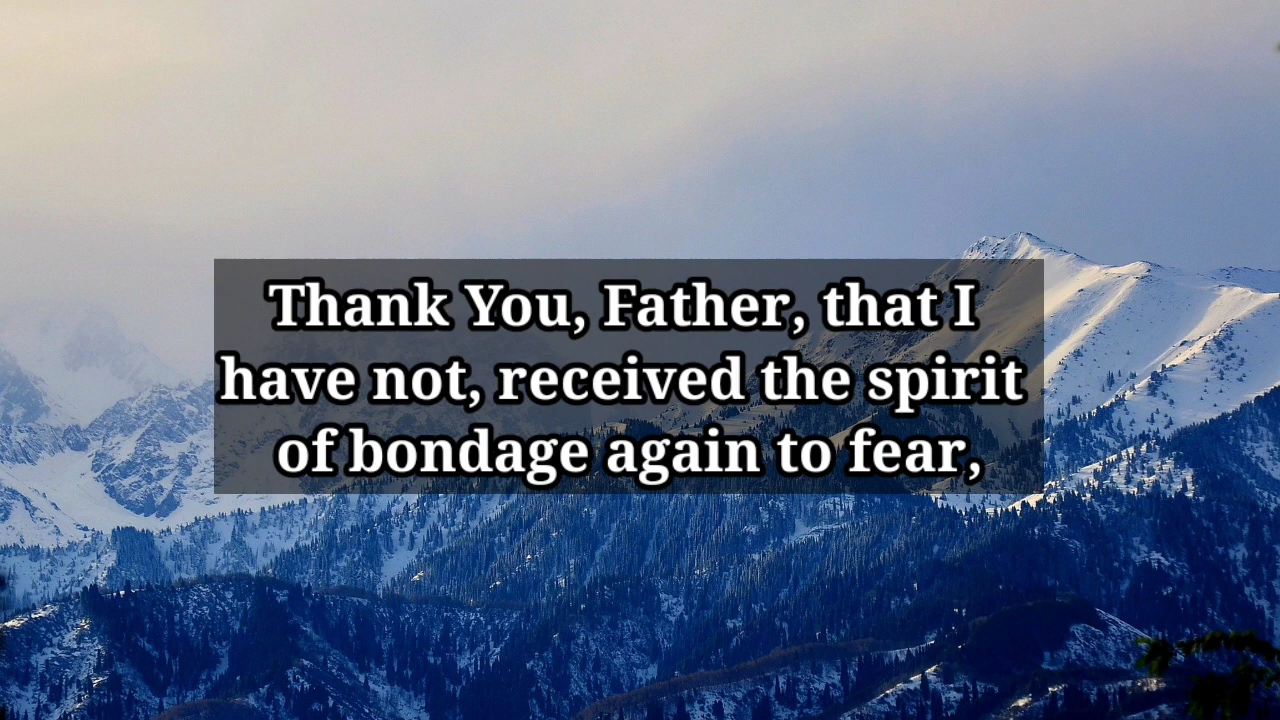 Thank You, Father, that I
have not, received the spirit
of bondage again to fear,